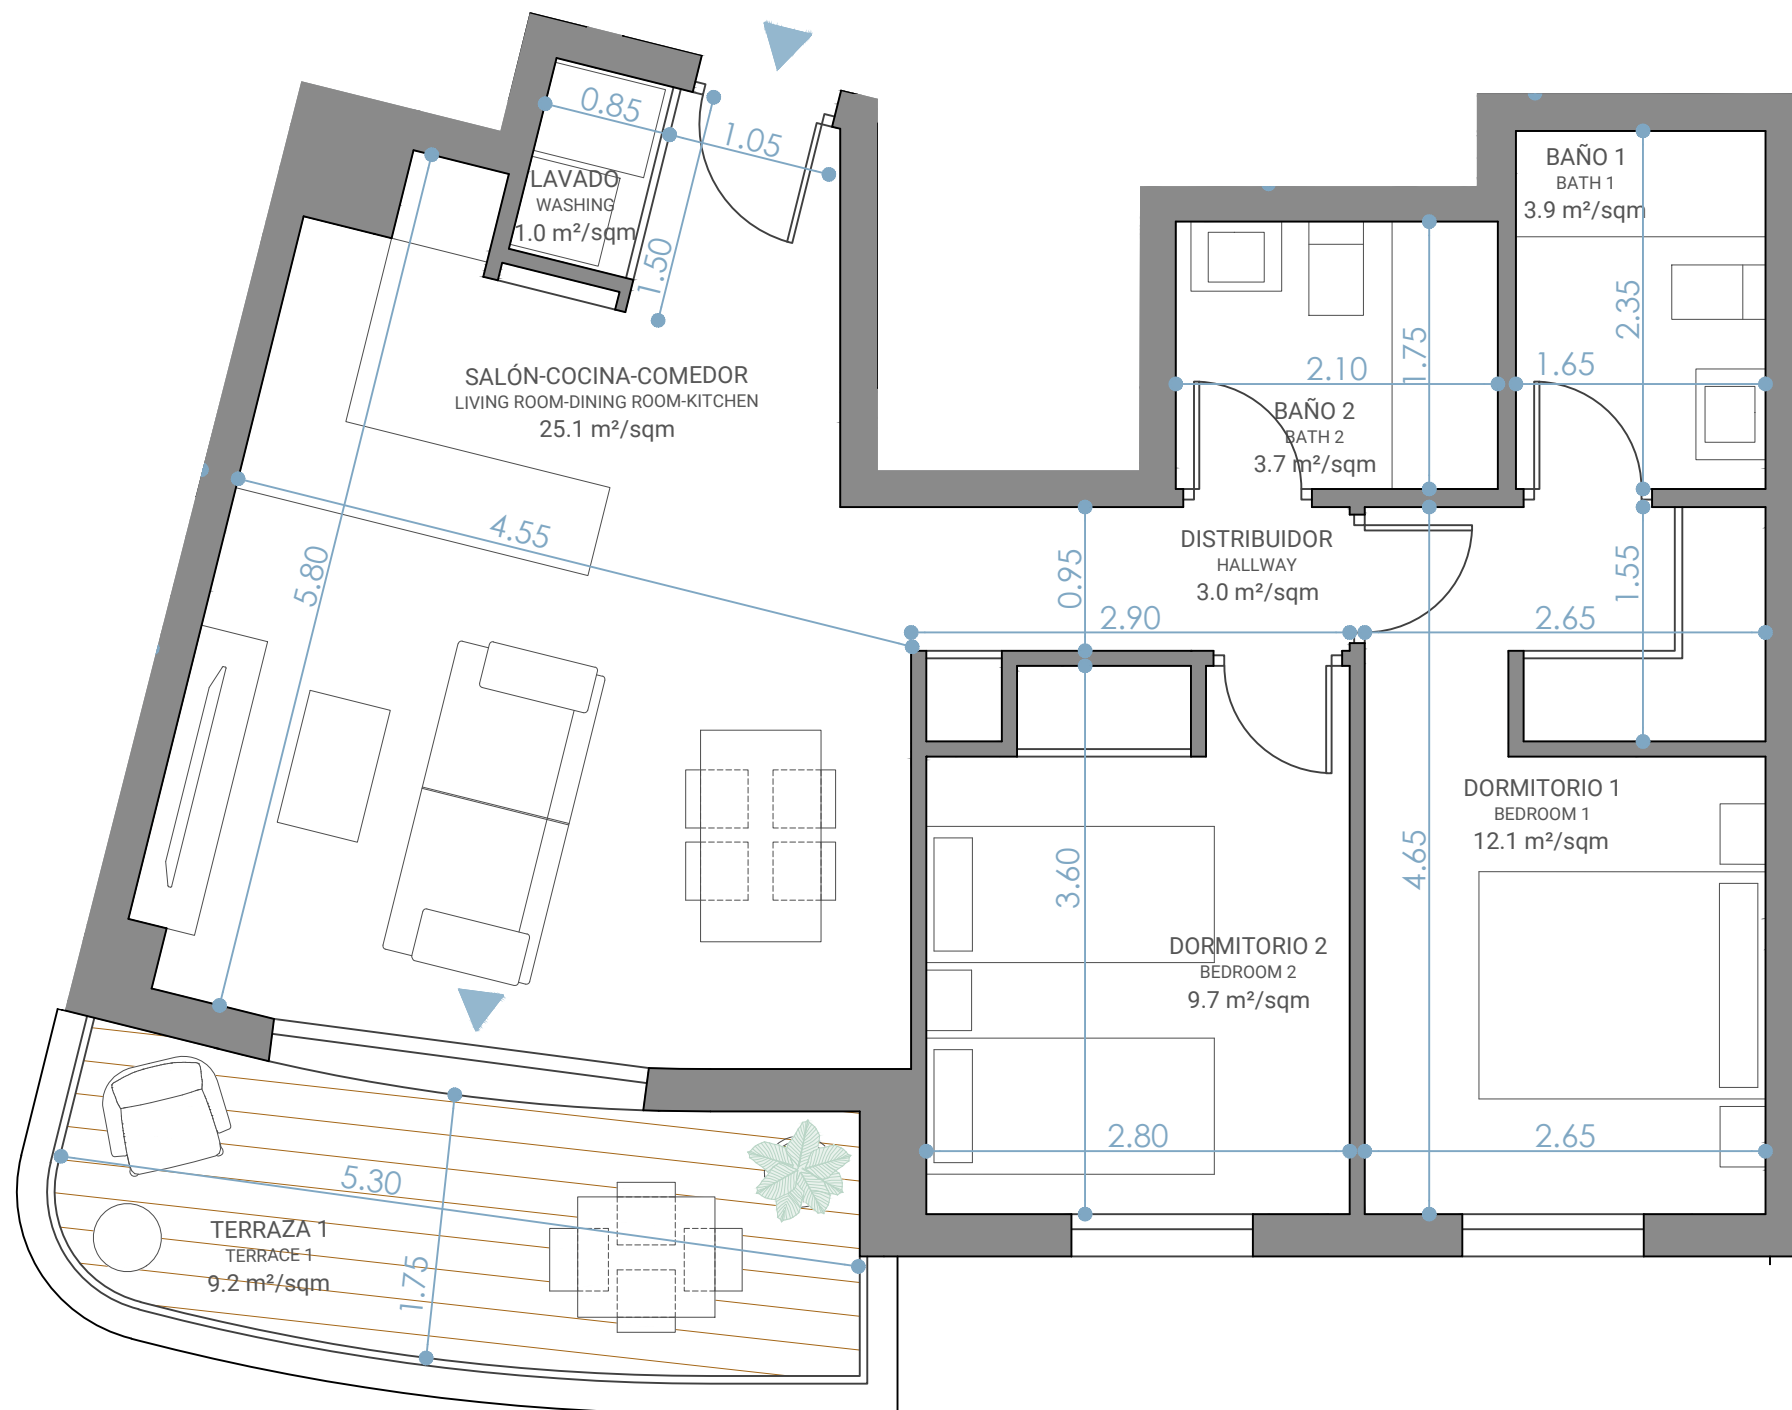 0.85
1.05
LAVADO
WASHING
1.0 m²/sqm
1.50
BAÑO 1
BATH 1
3.9 m²/sqm
2.35
1.65
2.10
1.75
BAÑO 2
BATH 2
3.7 m²/sqm
SALÓN-COCINA-COMEDOR
LIVING ROOM-DINING ROOM-KITCHEN
25.1 m²/sqm
4.55
5.80
DISTRIBUIDOR
HALLWAY
3.0 m²/sqm
0.95
2.90
1.55
2.65
DORMITORIO 1
BEDROOM 1
12.1 m²/sqm
4.65
3.60
DORMITORIO 2
BEDROOM 2
9.7 m²/sqm
2.80
2.65
5.30
TERRAZA 1
TERRACE 1
9.2 m²/sqm
1.75